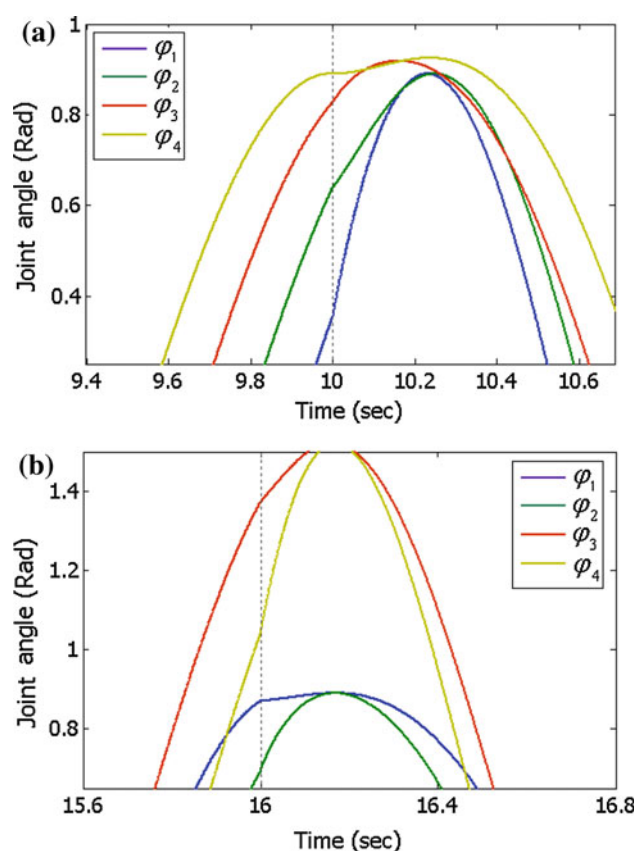 (a)
1
0.8
0.6
0.4
Joint angle (Rad)
φ1
φ2
φ3
φ4
9.4 9.6 9.8 10 10.2 10.4 10.6
Time (sec)
(b)
1.4
1.2
1
0.8
Joint angle (Rad)
φ1
φ2
φ3
φ4
15.6 16 16.4 16.8
Time (sec)